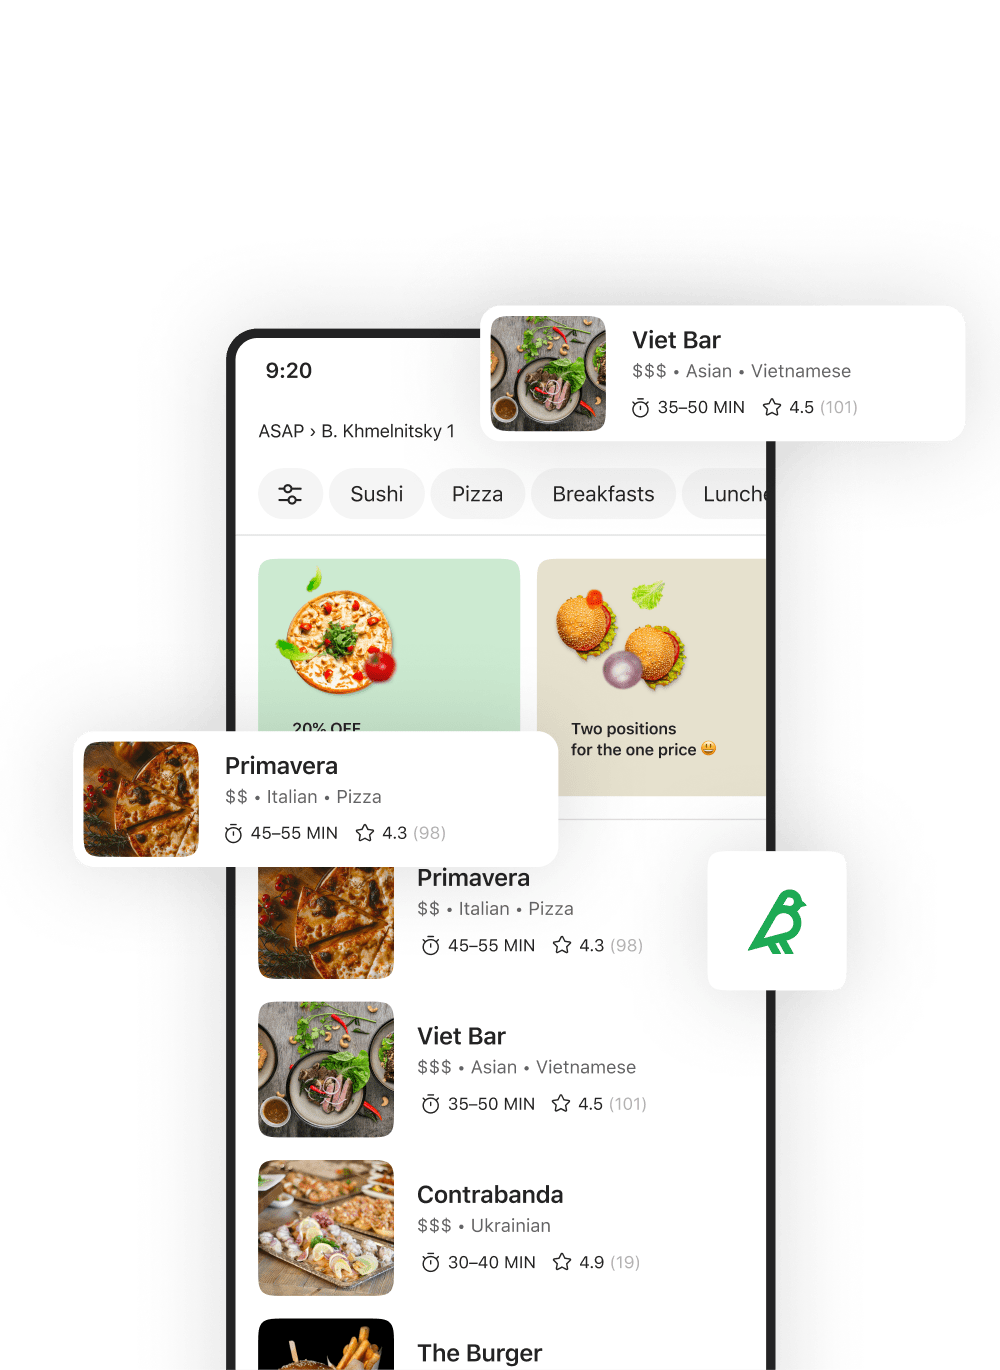 Viet Bar
$$$ • Asian • Vietnamese
35–50 MIN 4.5 (101)
9:20
ASAP › B. Khmelnitsky 1
Sushi Pizza Breakfasts Lunche
20% OFF
Two positions
for the one price 😃
Primavera
$$ • Italian • Pizza
45–55 MIN 4.3 (98)
Primavera
$$ • Italian • Pizza
45–55 MIN 4.3 (98)
Viet Bar
$$$ • Asian • Vietnamese
35–50 MIN 4.5 (101)
Contrabanda
$$$ • Ukrainian
30–40 MIN 4.9 (19)
The Burger